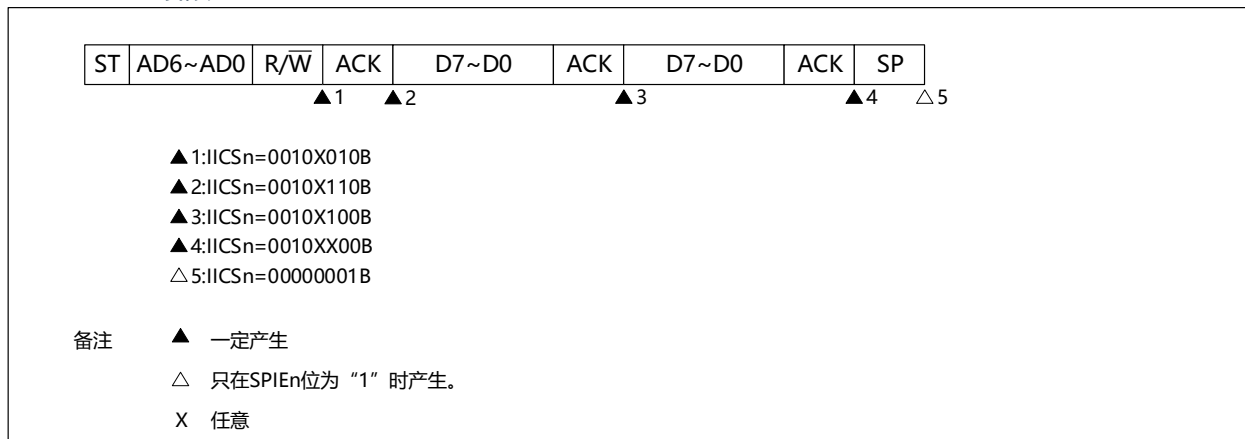 ST AD6~AD0 R/W̅ ACK D7~D0 ACK D7~D0 ACK SP
▲1 ▲2 ▲3 ▲4 △5
▲1:IICSn=0010X010B
▲2:IICSn=0010X110B
▲3:IICSn=0010X100B
▲4:IICSn=0010XX00B
△5:IICSn=00000001B
备注 ▲ 一定产生
△ 只在SPIEn位为“1”时产生。
X 任意